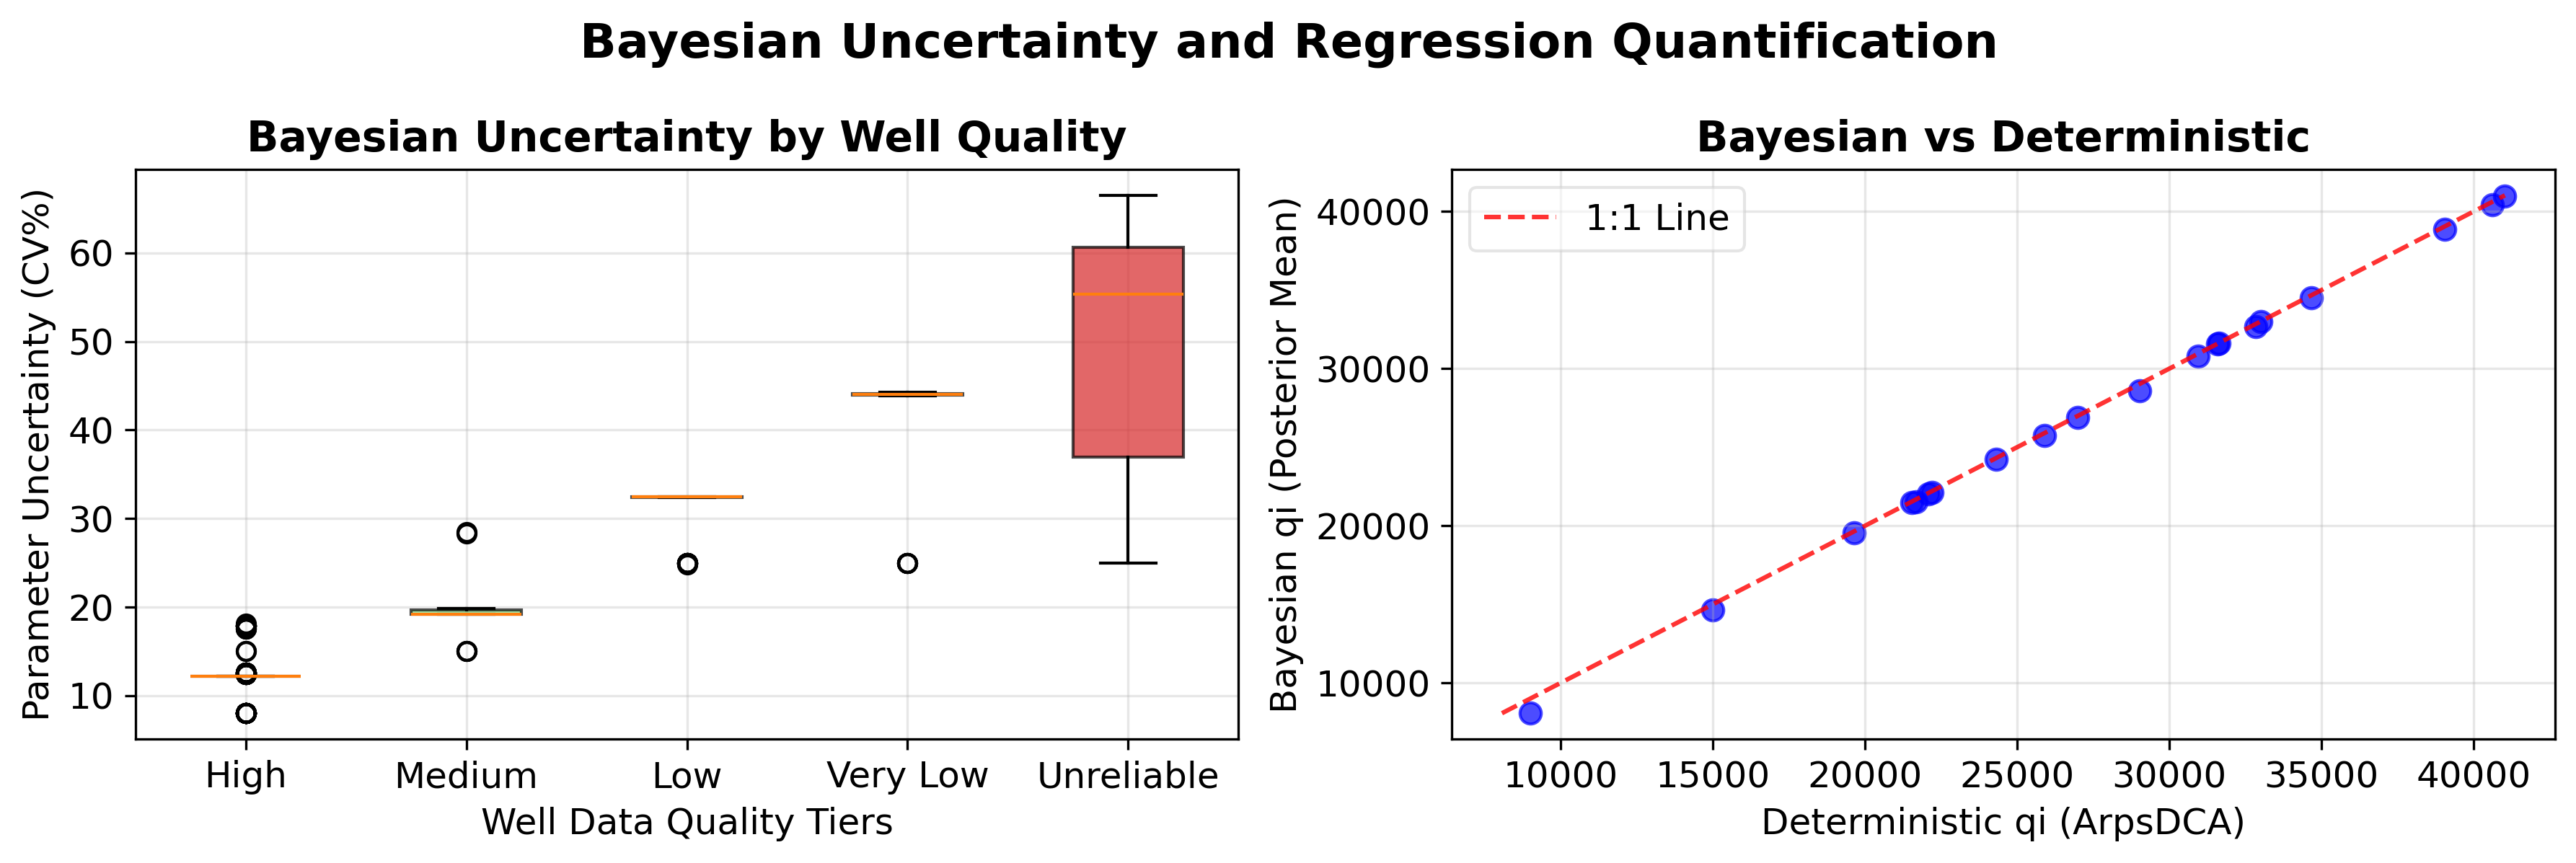 Bayesian Uncertainty and Regression Quantification
Bayesian Uncertainty by Well Quality
Parameter Uncertainty (CV%)
60
50
40
30
20
10
High Medium Low Very Low Unreliable
Well Data Quality Tiers
Bayesian vs Deterministic
1:1 Line
Bayesian qi (Posterior Mean)
40000
30000
20000
10000
10000 15000 20000 25000 30000 35000 40000
Deterministic qi (ArpsDCA)